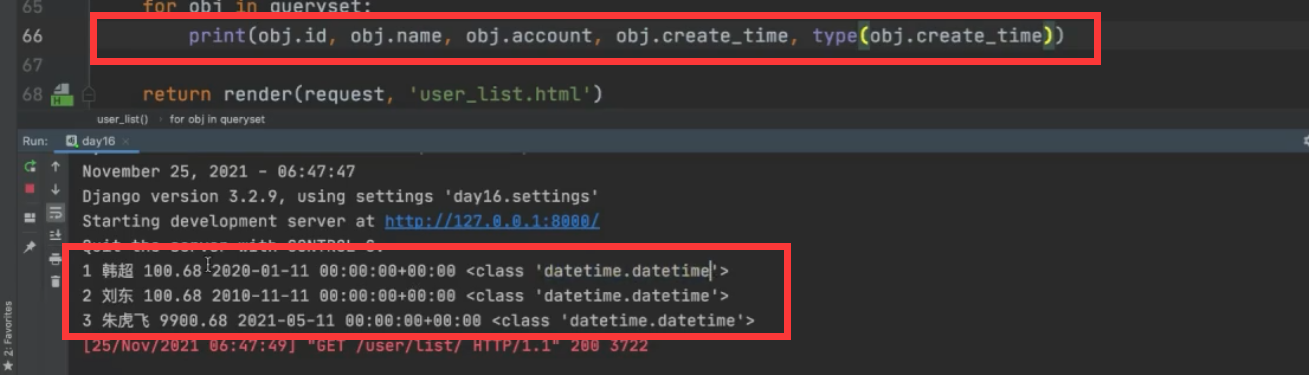 65 for obj in queryset:
66 print(obj.id, obj.name, obj.account, obj.create_time, type(obj.create_time))
67
68 return render(request, 'user_list.html')
user_list() › for obj in queryset
Run: day16 ×
November 25, 2021 - 06:47:47
Django version 3.2.9, using settings 'day16.settings'
Starting development server at http://127.0.0.1:8000/
Quit the server with CONTROL-C.
1 韩超 100.68 2020-01-11 00:00:00+00:00 <class 'datetime.datetime'>
2 刘东 100.68 2010-11-11 00:00:00+00:00 <class 'datetime.datetime'>
3 朱虎飞 9900.68 2021-05-11 00:00:00+00:00 <class 'datetime.datetime'>
[25/Nov/2021 06:47:49] "GET /user/list/ HTTP/1.1" 200 3722
2: Favorites